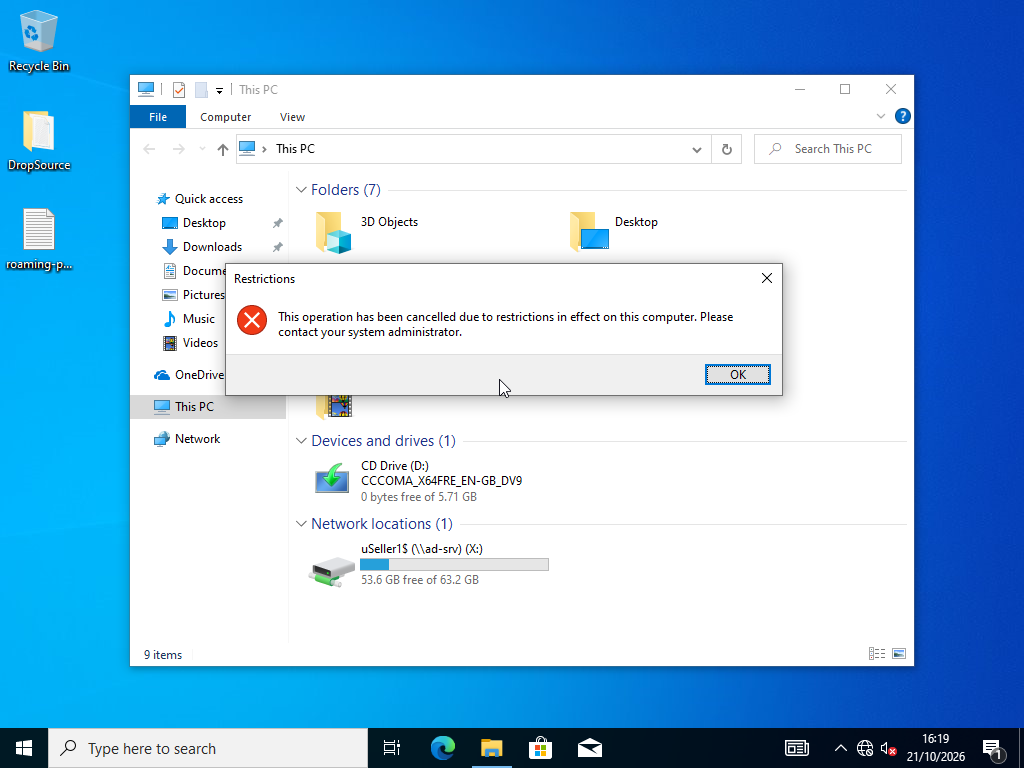 Recycle Bin
DropSource
roaming-p...
This PC
File
Computer
View
This PC
Search This PC
Quick access
Desktop
Downloads
Docume
Pictures
Music
Videos
OneDrive
This PC
Network
Folders (7)
3D Objects
Desktop
Restrictions
This operation has been cancelled due to restrictions in effect on this computer. Please
contact your system administrator.
OK
Devices and drives (1)
CD Drive (D:)
CCCOMA_X64FRE_EN-GB_DV9
0 bytes free of 5.71 GB
Network locations (1)
uSeller1$ (\\ad-srv) (X:)
53.6 GB free of 63.2 GB
9 items
Type here to search
16:19
21/10/2026
1